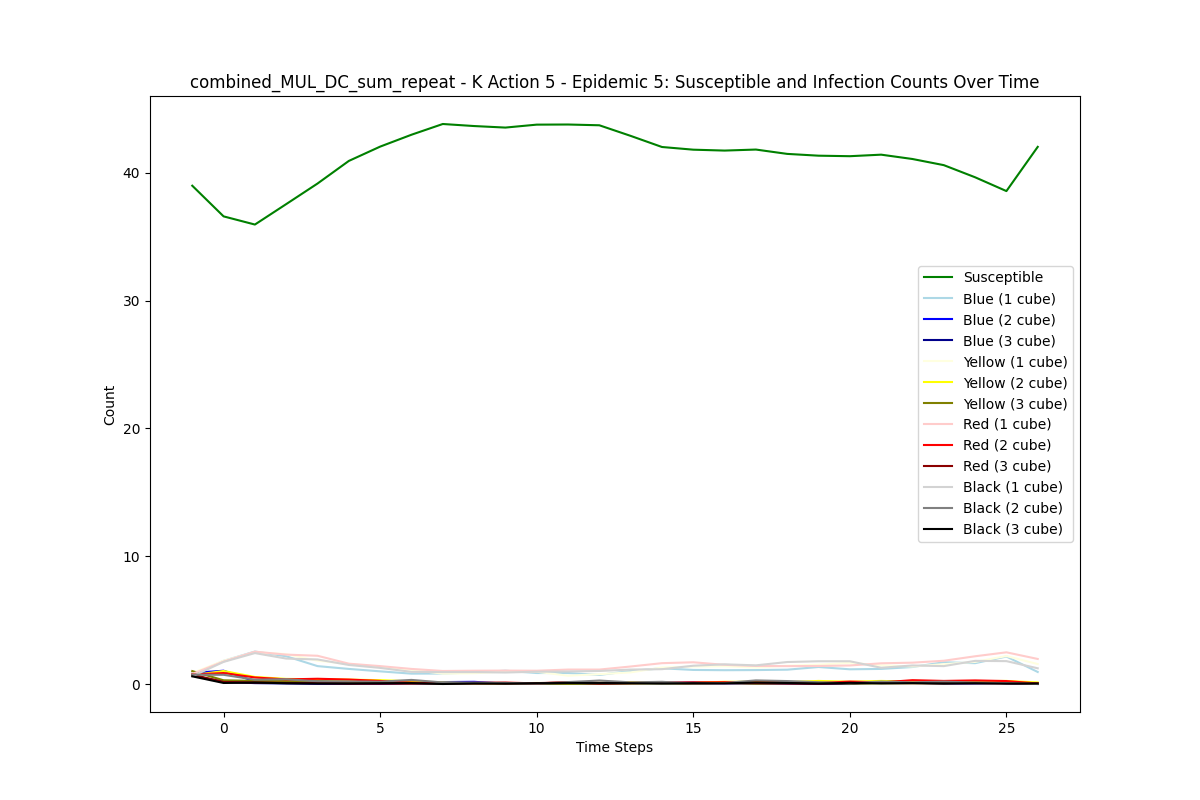 combined_MUL_DC_sum_repeat - K Action 5 - Epidemic 5: Susceptible and Infection Counts Over Time
Count
40
30
20
10
0
Susceptible
Blue (1 cube)
Blue (2 cube)
Blue (3 cube)
Yellow (1 cube)
Yellow (2 cube)
Yellow (3 cube)
Red (1 cube)
Red (2 cube)
Red (3 cube)
Black (1 cube)
Black (2 cube)
Black (3 cube)
0 5 10 15 20 25
Time Steps